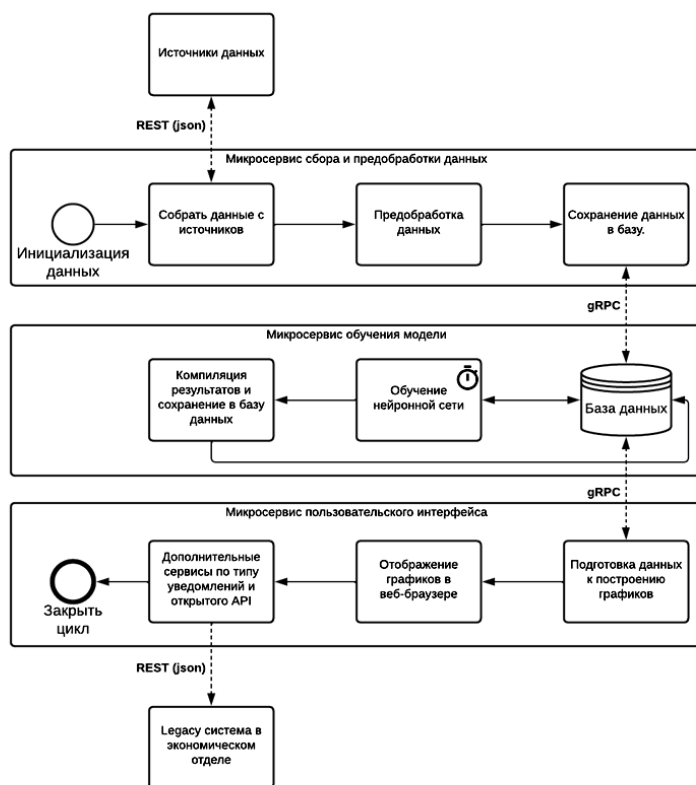 Источники данных
REST (json)
Микросервис сбора и предобработки данных
Инициализация
данных
Собрать данные с
источников
Предобработка
данных
Сохранение данных
в базу.
gRPC
Микросервис обучения модели
Компиляция
результатов и
сохранение в базу
данных
Обучение
нейронной сети
База данных
gRPC
Микросервис пользовательского интерфейса
Закрыть
цикл
Дополнительные
сервисы по типу
уведомлений и
открытого API
Отображение
графиков в
веб-браузере
Подготовка данных
к построению
графиков
REST (json)
Legacy система в
экономическом
отделе